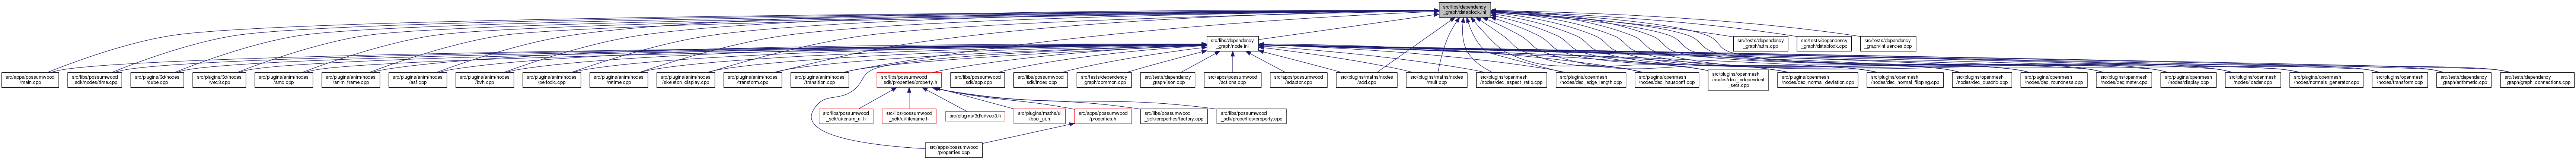 src/libs/dependency
_graph/datablock.inl
src/libs/dependency
_graph/node.inl
src/tests/dependency
_graph/attrs.cpp
src/tests/dependency
_graph/datablock.cpp
src/tests/dependency
_graph/influences.cpp
src/apps/possumwood
/main.cpp
src/libs/possumwood
_sdk/nodes/time.cpp
src/plugins/3d/nodes
/cube.cpp
src/plugins/3d/nodes
/vec3.cpp
src/plugins/anim/nodes
/amc.cpp
src/plugins/anim/nodes
/anim_frame.cpp
src/plugins/anim/nodes
/asf.cpp
src/plugins/anim/nodes
/bvh.cpp
src/plugins/anim/nodes
/periodic.cpp
src/plugins/anim/nodes
/retime.cpp
src/plugins/anim/nodes
/skeleton_display.cpp
src/plugins/anim/nodes
/transform.cpp
src/plugins/anim/nodes
/transition.cpp
src/libs/possumwood
_sdk/properties/property.h
src/libs/possumwood
_sdk/app.cpp
src/libs/possumwood
_sdk/index.cpp
src/tests/dependency
_graph/common.cpp
src/tests/dependency
_graph/json.cpp
src/apps/possumwood
/actions.cpp
src/apps/possumwood
/adaptor.cpp
src/plugins/maths/nodes
/add.cpp
src/plugins/maths/nodes
/mult.cpp
src/plugins/openmesh
/nodes/dec_aspect_ratio.cpp
src/plugins/openmesh
/nodes/dec_edge_length.cpp
src/plugins/openmesh
/nodes/dec_hausdorff.cpp
src/plugins/openmesh
/nodes/dec_independent
_sets.cpp
src/plugins/openmesh
/nodes/dec_normal_deviation.cpp
src/plugins/openmesh
/nodes/dec_normal_flipping.cpp
src/plugins/openmesh
/nodes/dec_quadric.cpp
src/plugins/openmesh
/nodes/dec_roundness.cpp
src/plugins/openmesh
/nodes/decimater.cpp
src/plugins/openmesh
/nodes/display.cpp
src/plugins/openmesh
/nodes/loader.cpp
src/plugins/openmesh
/nodes/normals_generator.cpp
src/plugins/openmesh
/nodes/transform.cpp
src/tests/dependency
_graph/arithmetic.cpp
src/tests/dependency
_graph/graph_connections.cpp
src/libs/possumwood
_sdk/ui/enum_ui.h
src/libs/possumwood
_sdk/ui/filename.h
src/plugins/3d/ui/vec3.h
src/plugins/maths/ui
/bool_ui.h
src/apps/possumwood
/properties.h
src/libs/possumwood
_sdk/properties/factory.cpp
src/libs/possumwood
_sdk/properties/property.cpp
src/apps/possumwood
/properties.cpp